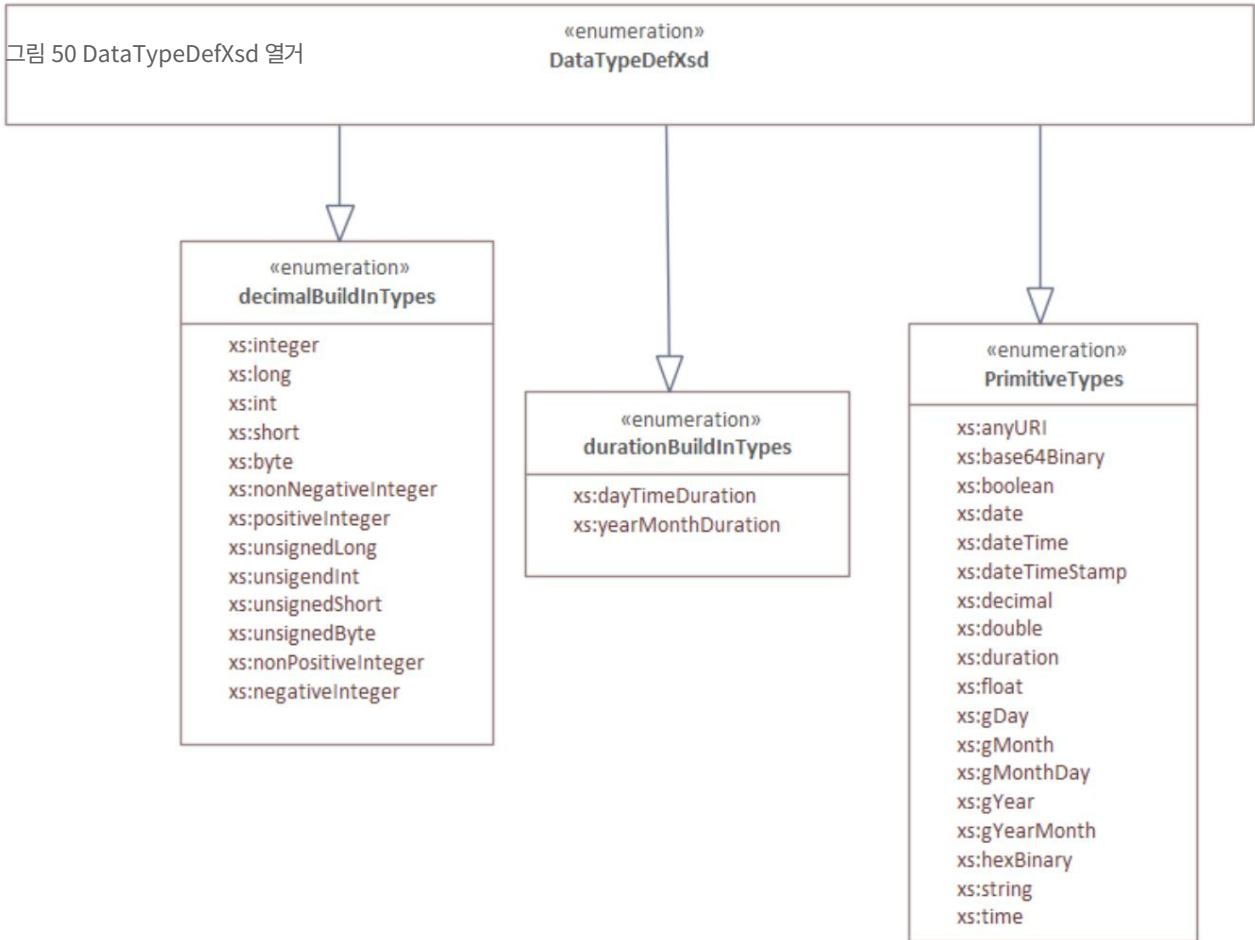 그림 50 DataTypeDefXsd 열거
«enumeration»
DataTypeDefXsd
«enumeration»
decimalBuildInTypes
xs:integer
xs:long
xs:int
xs:short
xs:byte
xs:nonNegativeInteger
xs:positiveInteger
xs:unsignedLong
xs:unsigendInt
xs:unsignedShort
xs:unsignedByte
xs:nonPositiveInteger
xs:negativeInteger
«enumeration»
durationBuildInTypes
xs:dayTimeDuration
xs:yearMonthDuration
«enumeration»
PrimitiveTypes
xs:anyURI
xs:base64Binary
xs:boolean
xs:date
xs:dateTime
xs:dateTimeStamp
xs:decimal
xs:double
xs:duration
xs:float
xs:gDay
xs:gMonth
xs:gMonthDay
xs:gYear
xs:gYearMonth
xs:hexBinary
xs:string
xs:time